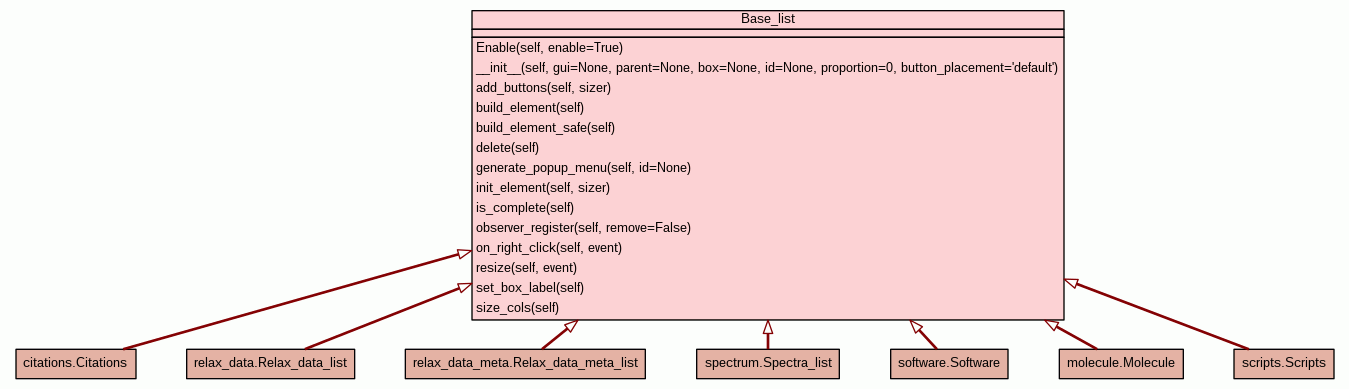 Base_list
Enable(self, enable=True)
__init__(self, gui=None, parent=None, box=None, id=None, proportion=0, button_placement='default')
add_buttons(self, sizer)
build_element(self)
build_element_safe(self)
delete(self)
generate_popup_menu(self, id=None)
init_element(self, sizer)
is_complete(self)
observer_register(self, remove=False)
on_right_click(self, event)
resize(self, event)
set_box_label(self)
size_cols(self)
citations.Citations
relax_data.Relax_data_list
relax_data_meta.Relax_data_meta_list
spectrum.Spectra_list
software.Software
molecule.Molecule
scripts.Scripts